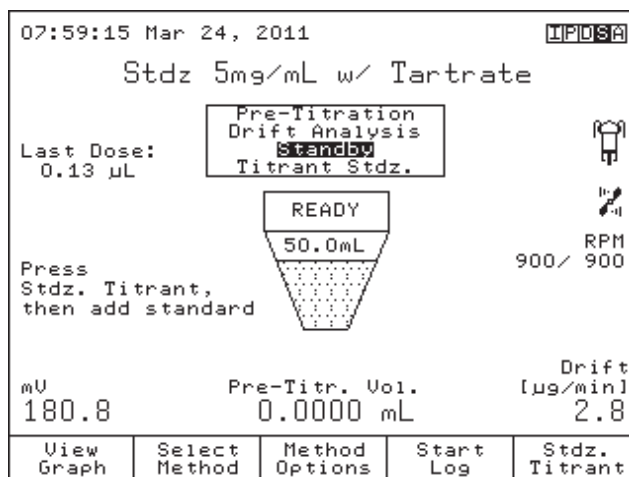 07:59:15 Mar 24, 2011 IPDSA
Stdz 5mg/mL w/ Tartrate
Pre-Titration
Drift Analysis
Standby
Titrant Stdz.
Last Dose:
0.13 µL
READY
50.0mL
RPM
900/ 900
Press
Stdz. Titrant,
then add standard
mV
180.8
Pre-Titr. Vol.
0.0000 mL
Drift
[µg/min]
2.8
View
Graph
Select
Method
Method
Options
Start
Log
Stdz.
Titrant